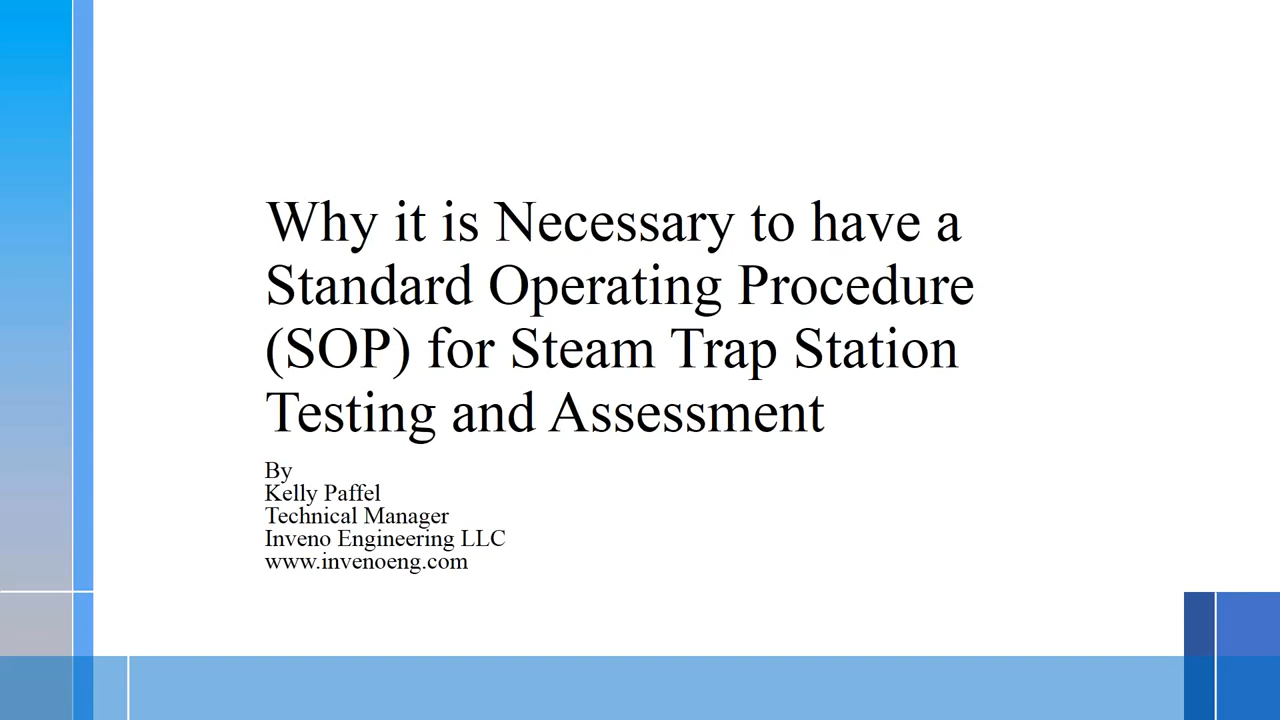 Why it is Necessary to have a
Standard Operating Procedure
(SOP) for Steam Trap Station
Testing and Assessment
By
Kelly Paffel
Technical Manager
Inveno Engineering LLC
www.invenoeng.com